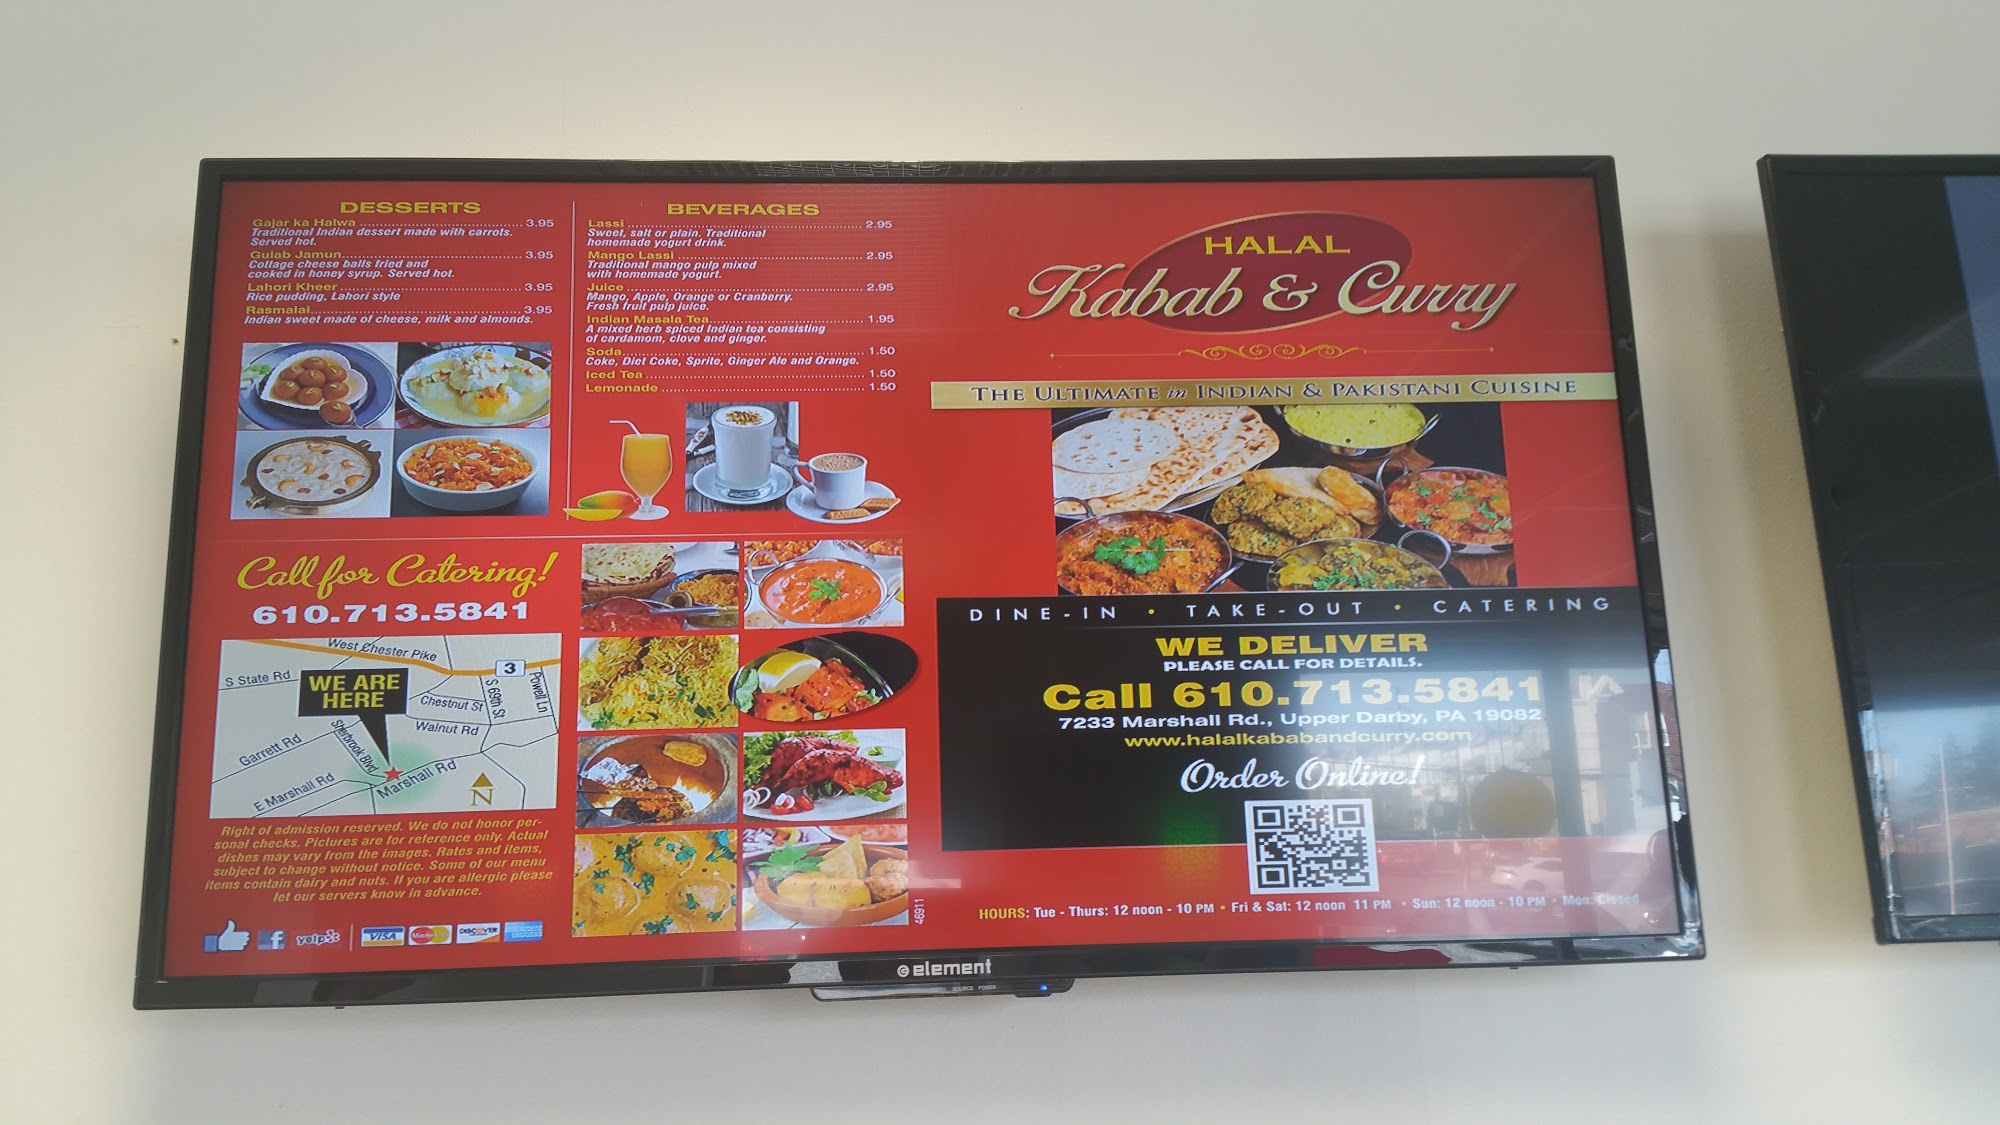 DESSERTS
Gajar ka Halwa ........................... 3.95
Traditional Indian dessert made with carrots.
Served hot.
Gulab Jamun.............................. 3.95
Cottage cheese balls fried and
cooked in honey syrup. Served hot.
Lahori Kheer .............................. 3.95
Rice pudding, Lahori style
Rasmalai................................... 3.95
Indian sweet made of cheese, milk and almonds.
BEVERAGES
Lassi .......................................... 2.95
Sweet, salt or plain. Traditional
homemade yogurt drink.
Mango Lassi ................................ 2.95
Traditional mango pulp mixed
with homemade yogurt.
Juice .......................................... 2.95
Mango, Apple, Orange or Cranberry.
Fresh fruit pulp juice.
Indian Masala Tea........................ 1.95
A mixed herb spiced Indian tea consisting
of cardamom, clove and ginger.
Soda.......................................... 1.50
Coke, Diet Coke, Sprite, Ginger Ale and Orange.
Iced Tea ..................................... 1.50
Lemonade .................................. 1.50
Call for Catering!
610.713.5841
West Chester Pike
3
S State Rd
WE ARE
HERE
Chestnut St
S 69th St
Powell Ln
Walnut Rd
Garrett Rd
Sherbrook Blvd
E Marshall Rd
Marshall Rd
N
Right of admission reserved. We do not honor per-
sonal checks. Pictures are for reference only. Actual
dishes may vary from the images. Rates and items,
subject to change without notice. Some of our menu
items contain dairy and nuts. If you are allergic please
let our servers know in advance.
f yelp VISA MasterCard DISCOVER
46911
HALAL
Kabab & Curry
THE ULTIMATE in INDIAN & PAKISTANI CUISINE
DINE-IN • TAKE-OUT • CATERING
WE DELIVER
PLEASE CALL FOR DETAILS.
Call 610.713.5841
7233 Marshall Rd., Upper Darby, PA 19082
www.halalkababandcurry.com
Order Online!
HOURS: Tue - Thurs: 12 noon - 10 PM • Fri & Sat: 12 noon 11 PM • Sun: 12 noon - 10 PM - Mon: Closed
element
SOURCE POWER